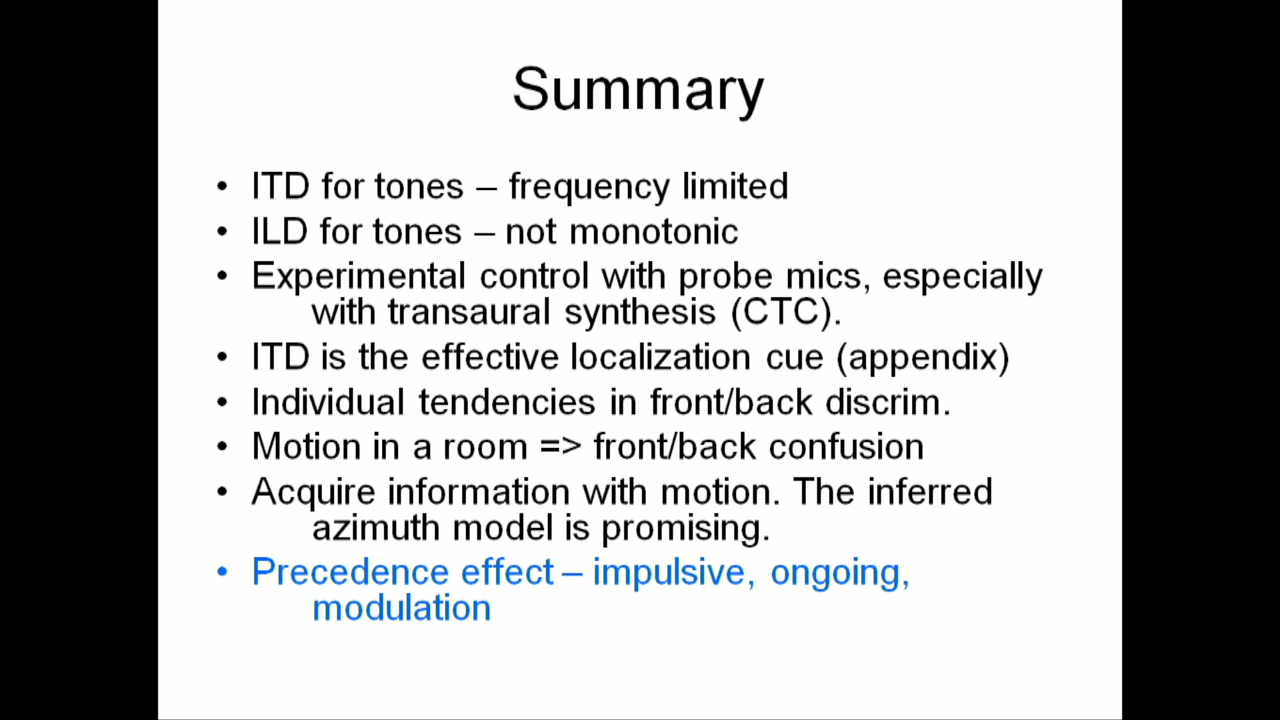 Summary
• ITD for tones – frequency limited
• ILD for tones – not monotonic
• Experimental control with probe mics, especially
with transaural synthesis (CTC).
• ITD is the effective localization cue (appendix)
• Individual tendencies in front/back discrim.
• Motion in a room => front/back confusion
• Acquire information with motion. The inferred
azimuth model is promising.
• Precedence effect – impulsive, ongoing,
modulation